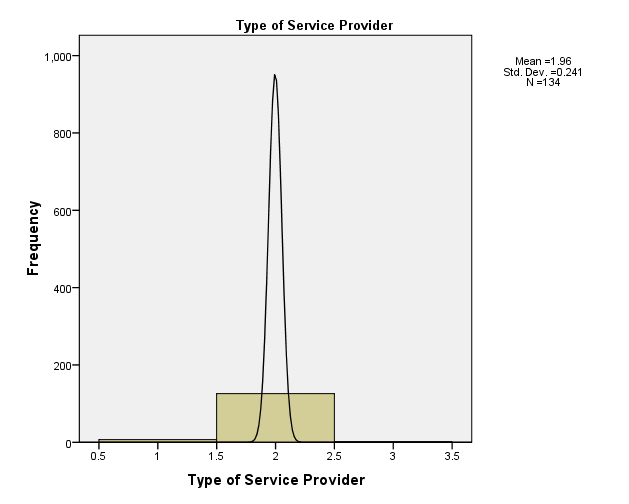 Type of Service Provider
Mean =1.96
Std. Dev. =0.241
N =134
1,000
800
600
400
200
0
Frequency
0.5 1 1.5 2 2.5 3 3.5
Type of Service Provider